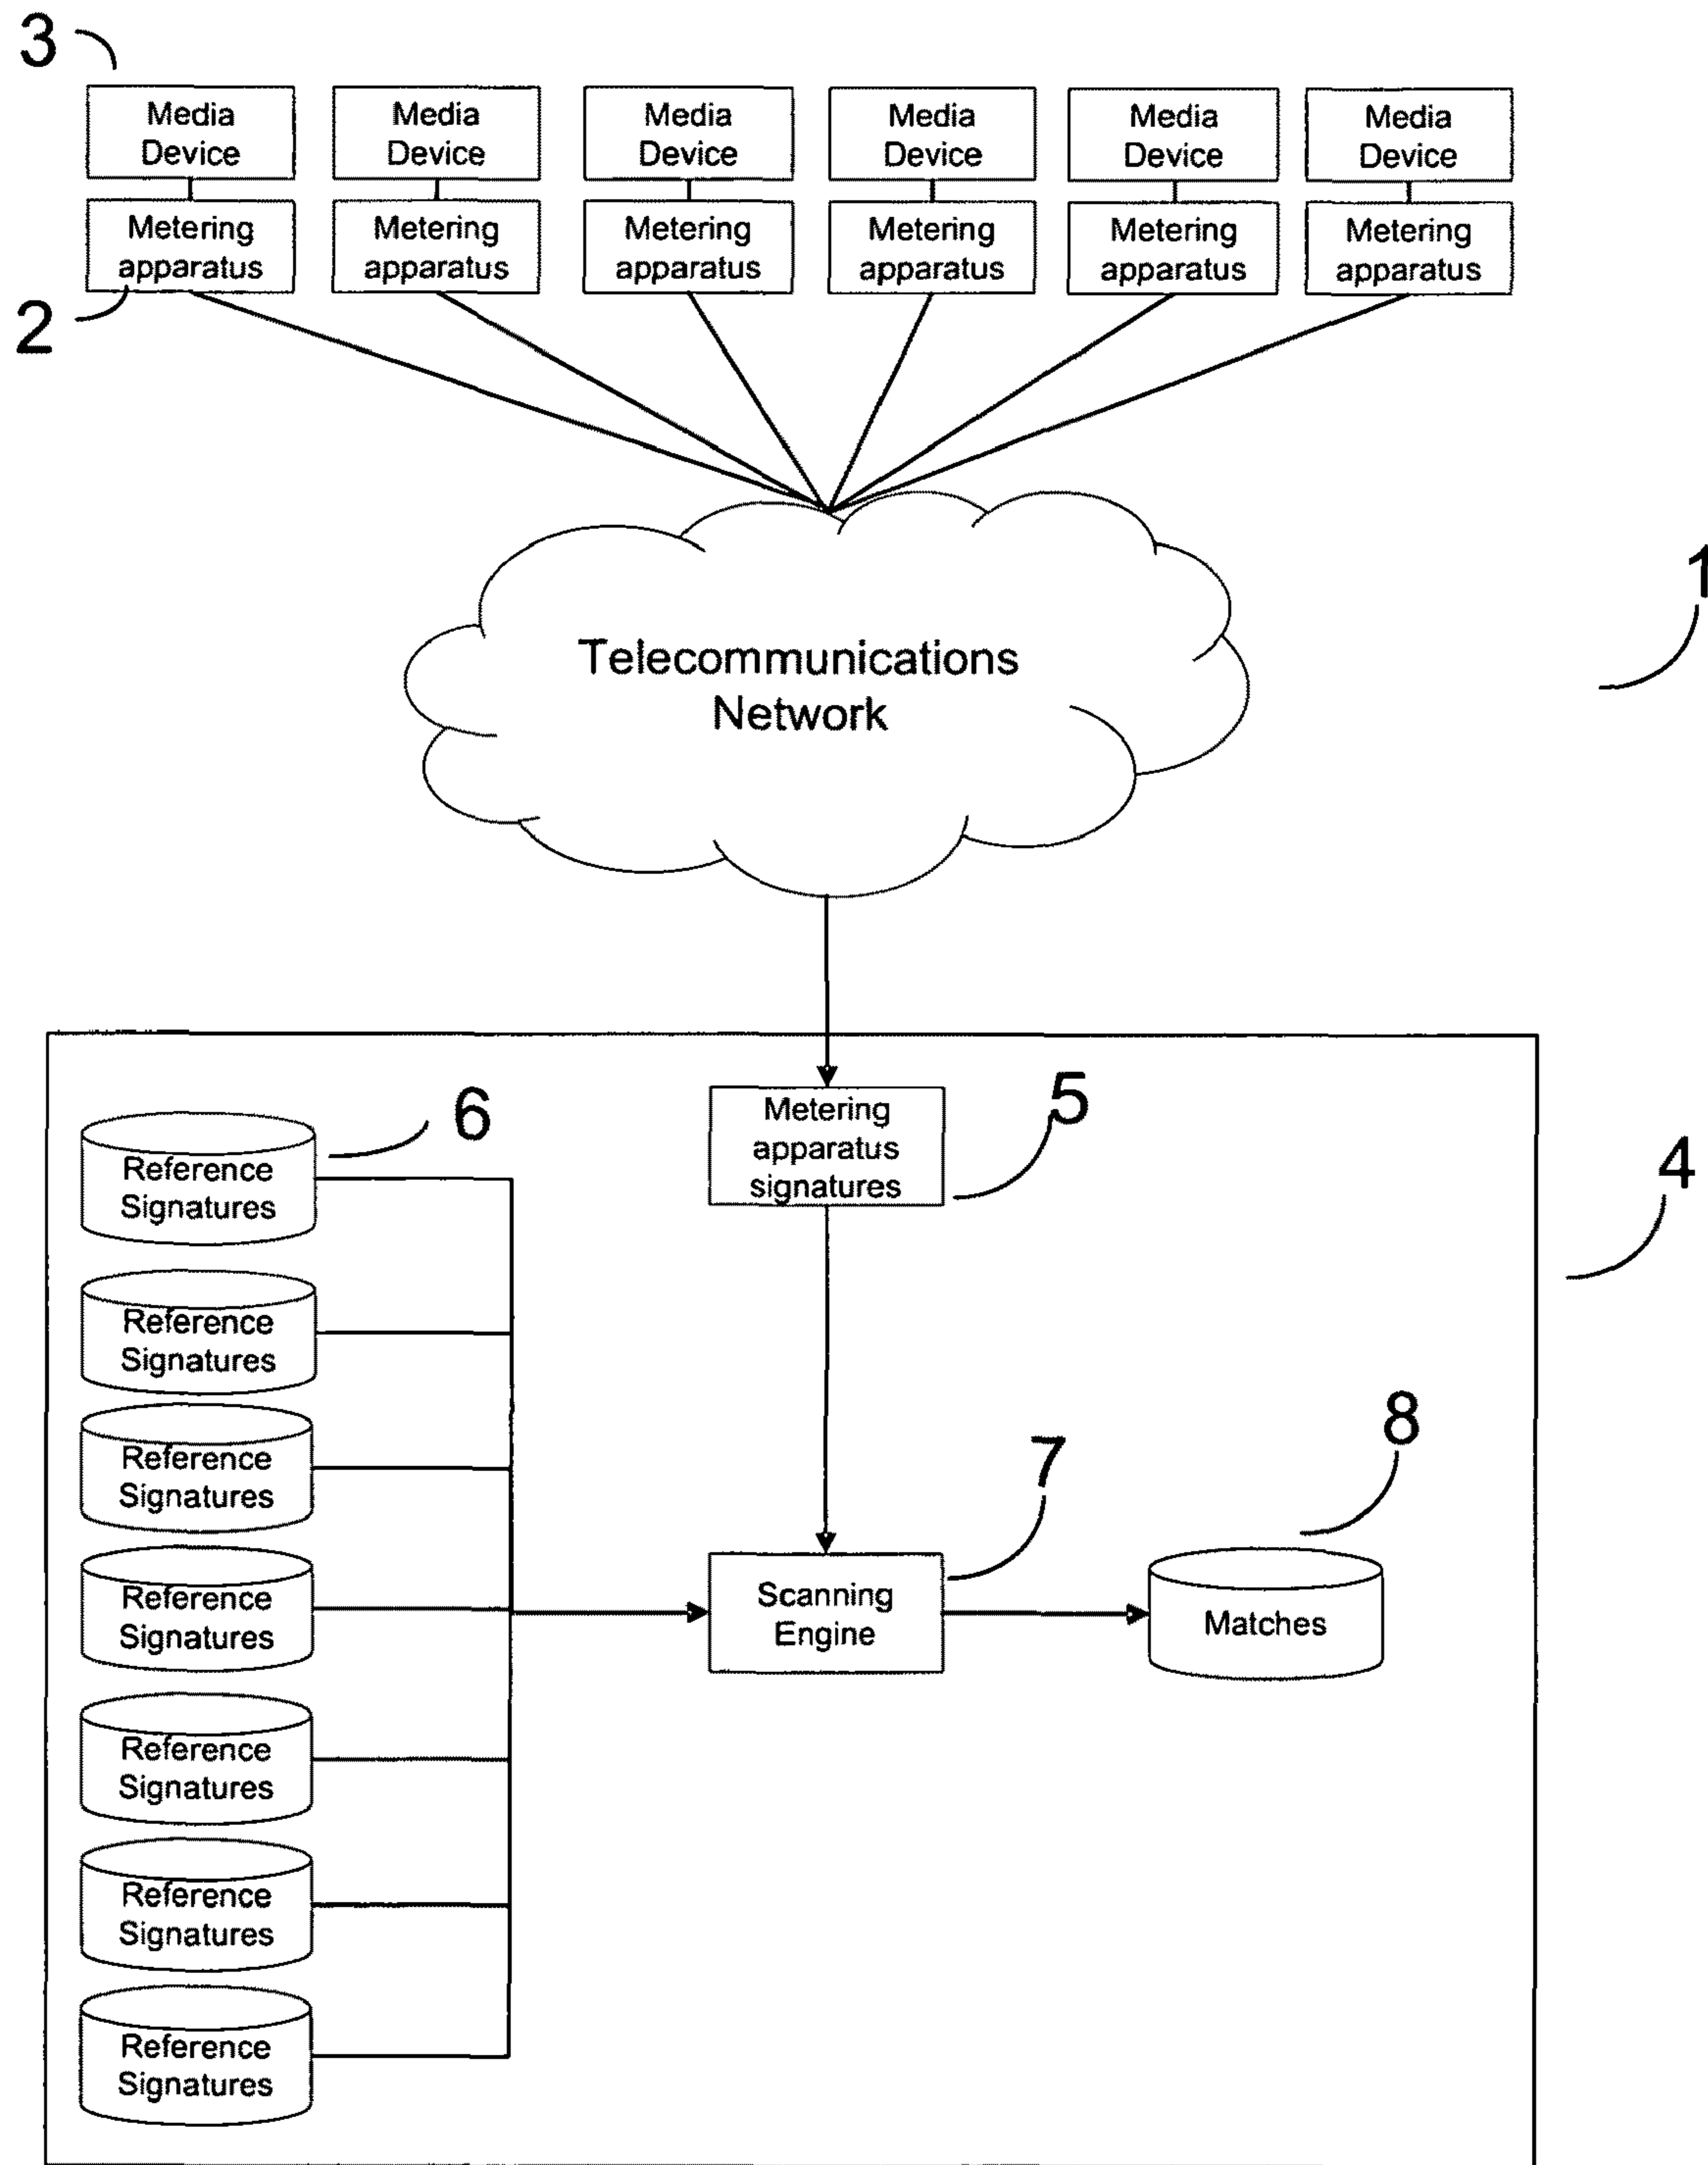 3
Media Device
Media Device
Media Device
Media Device
Media Device
Media Device
Metering apparatus
Metering apparatus
Metering apparatus
Metering apparatus
Metering apparatus
Metering apparatus
2
1
Telecommunications
Network
5
Metering
apparatus
signatures
4
6
Reference
Signatures
Reference
Signatures
Reference
Signatures
Reference
Signatures
Reference
Signatures
Reference
Signatures
Reference
Signatures
7
Scanning
Engine
8
Matches